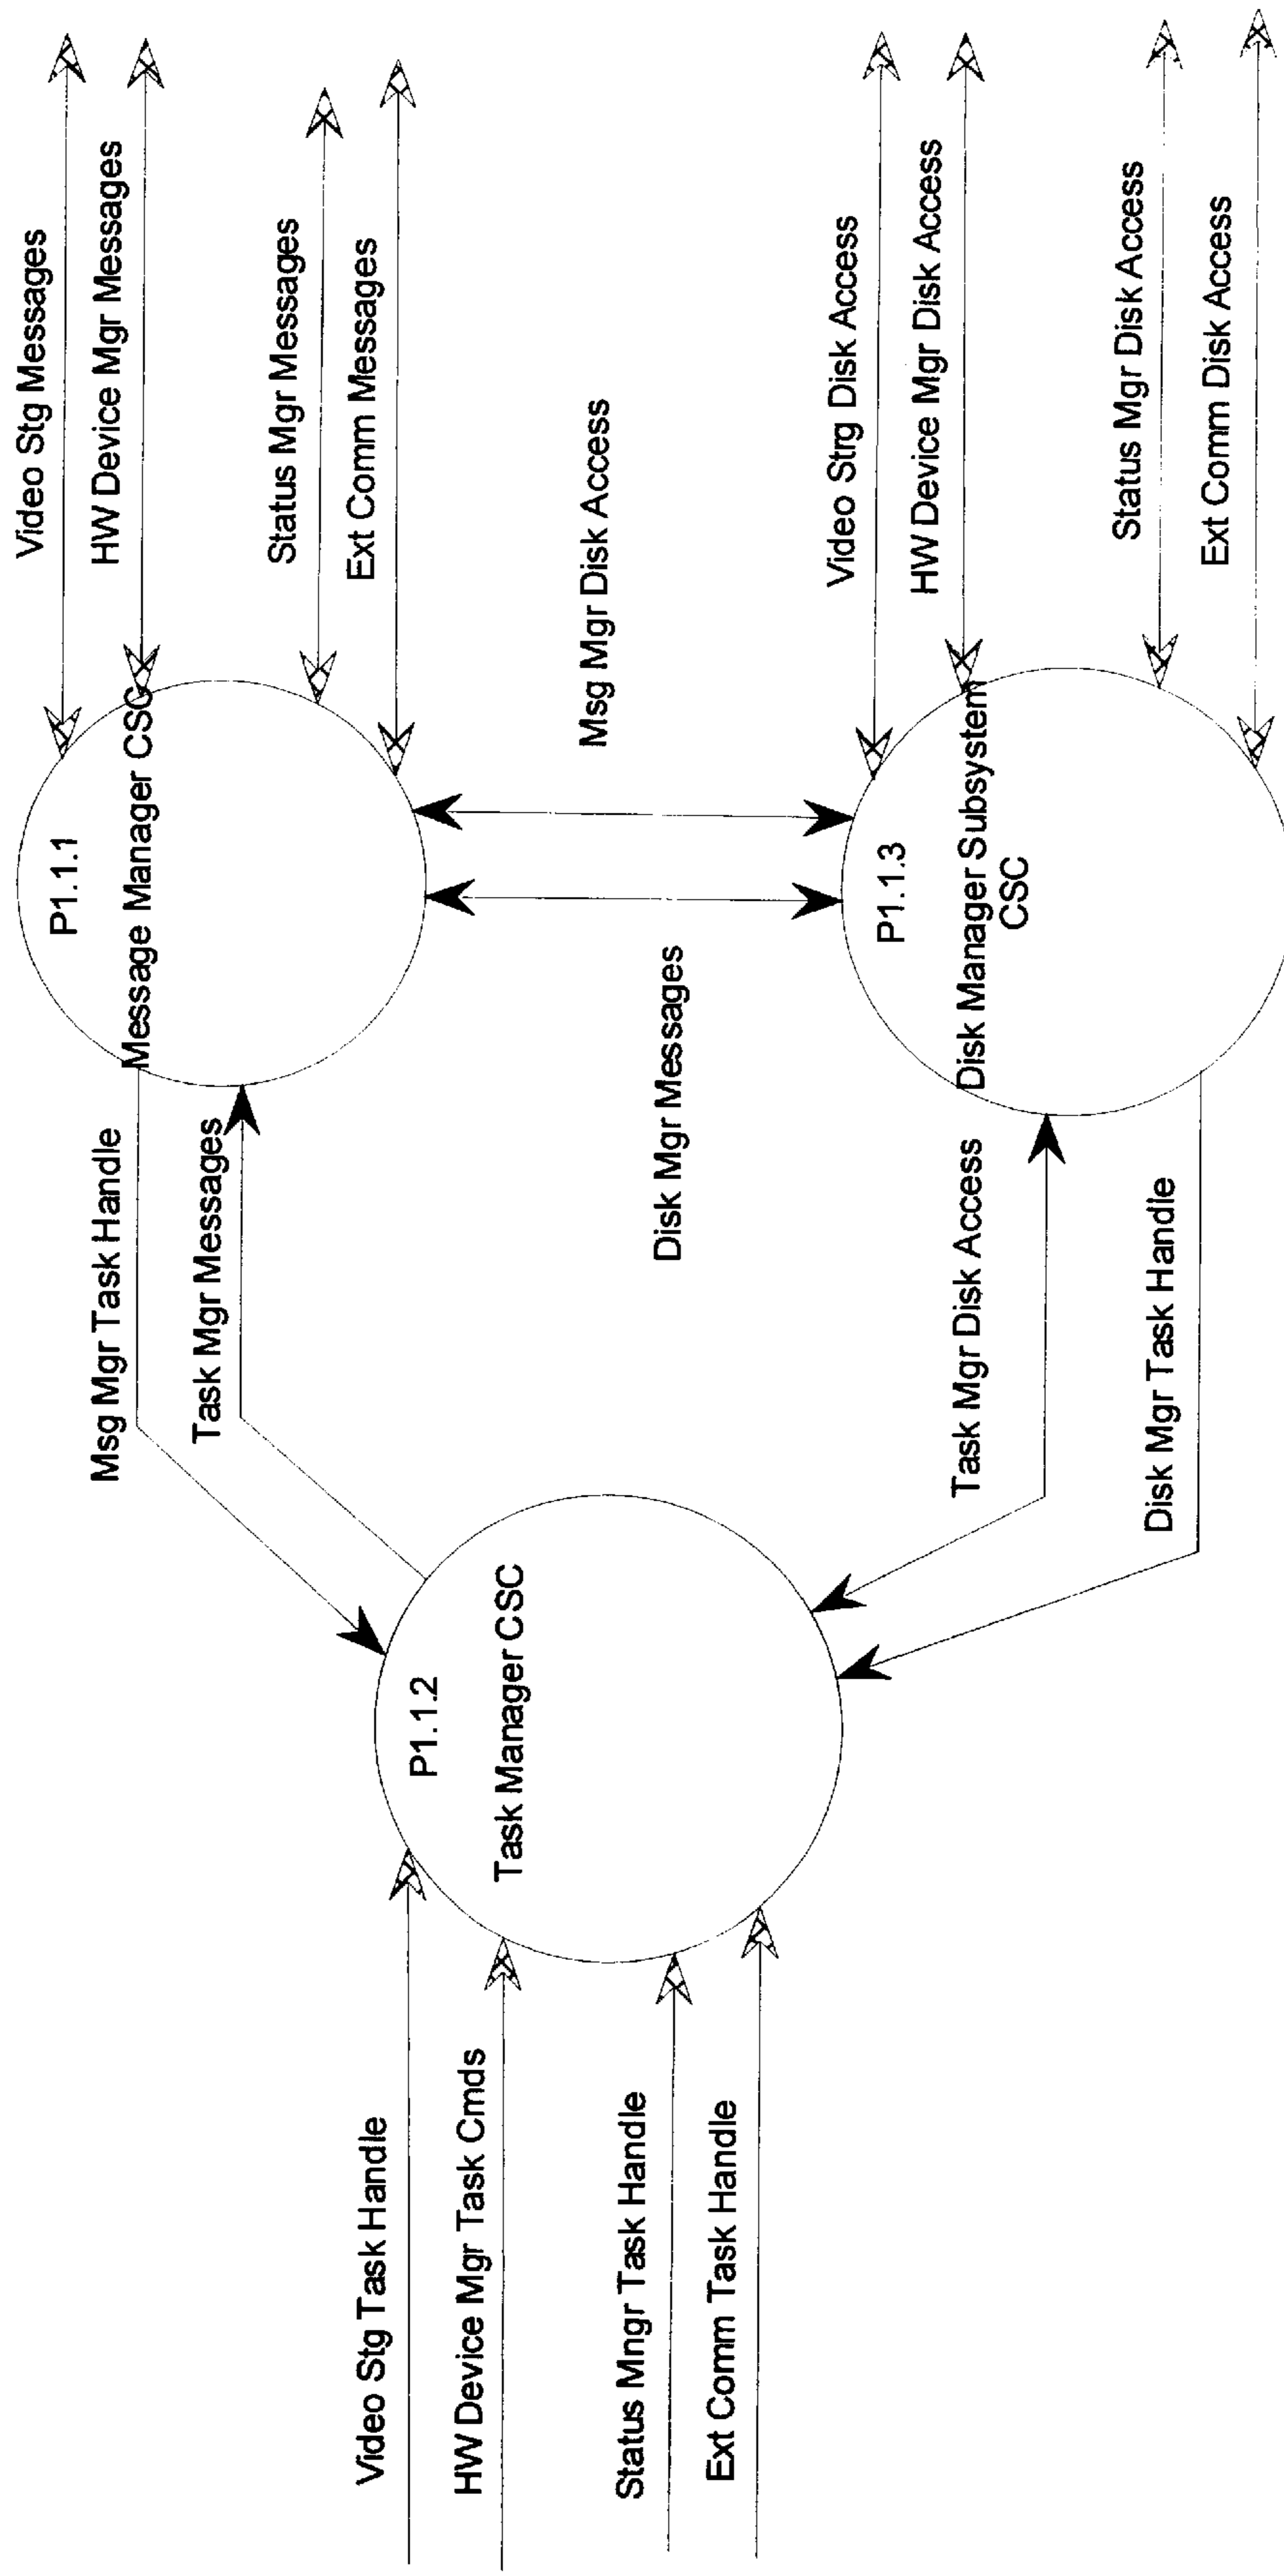 Video Stg Task Handle
HW Device Mgr Task Cmds
Status Mngr Task Handle
Ext Comm Task Handle
P1.1.2
Task Manager CSC
Msg Mgr Task Handle
Task Mgr Messages
Task Mgr Disk Access
Disk Mgr Task Handle
P1.1.1
Message Manager CSC
Disk Mgr Messages
Msg Mgr Disk Access
P1.1.3
Disk Manager Subsystem
CSC
Video Stg Messages
HW Device Mgr Messages
Status Mgr Messages
Ext Comm Messages
Video Strg Disk Access
HW Device Mgr Disk Access
Status Mgr Disk Access
Ext Comm Disk Access